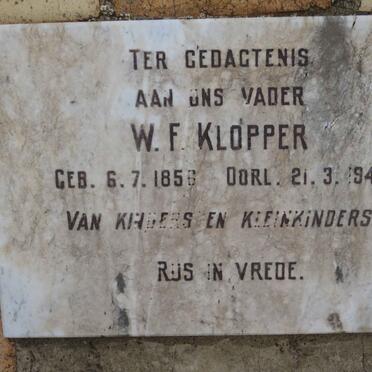 TER GEDAGTENIS
AAN ONS VADER
W. F. KLOPPER
GEB. 6.7.1856 OORL. 21.3.194
VAN KINDERS EN KLEINKINDERS
RUS IN VREDE.